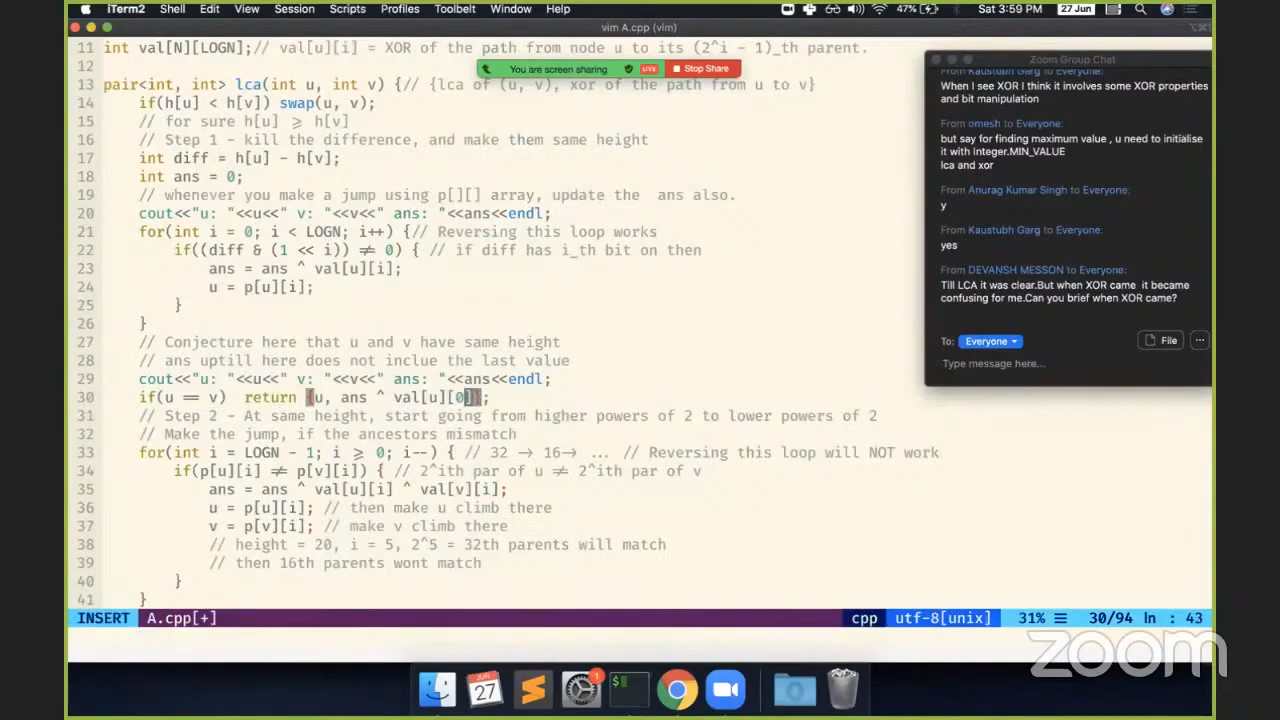 iTerm2 Shell Edit View Session Scripts Profiles Toolbelt Window Help 47% Sat 3:59 PM 27 Jun
vim A.cpp (vim)
You are screen sharing LIVE Stop Share
11 int val[N][LOGN];// val[u][i] = XOR of the path from node u to its (2^i - 1)_th parent.
12
13 pair<int, int> lca(int u, int v) {// {lca of (u, v), xor of the path from u to v}
14 if(h[u] < h[v]) swap(u, v);
15 // for sure h[u] ⩾ h[v]
16 // Step 1 - kill the difference, and make them same height
17 int diff = h[u] - h[v];
18 int ans = 0;
19 // whenever you make a jump using p[][] array, update the  ans also.
20 cout<<"u: "<<u<<" v: "<<v<<" ans: "<<ans<<endl;
21 for(int i = 0; i < LOGN; i++) {// Reversing this loop works
22 if((diff & (1 << i)) ≠ 0) { // if diff has i_th bit on then
23 ans = ans ^ val[u][i];
24 u = p[u][i];
25 }
26 }
27 // Conjecture here that u and v have same height
28 // ans uptill here does not inclue the last value
29 cout<<"u: "<<u<<" v: "<<v<<" ans: "<<ans<<endl;
30 if(u == v)  return {u, ans ^ val[u][0]};
31 // Step 2 - At same height, start going from higher powers of 2 to lower powers of 2
32 // Make the jump, if the ancestors mismatch
33 for(int i = LOGN - 1; i ⩾ 0; i--) { // 32 → 16→ ... // Reversing this loop will NOT work
34 if(p[u][i] ≠ p[v][i]) { // 2^ith par of u ≠ 2^ith par of v
35 ans = ans ^ val[u][i] ^ val[v][i];
36 u = p[u][i]; // then make u climb there
37 v = p[v][i]; // make v climb there
38 // height = 20, i = 5, 2^5 = 32th parents will match
39 // then 16th parents wont match
40 }
41 }
INSERT A.cpp[+] cpp utf-8[unix] 31% ☰ 30/94 ln : 43
Zoom Group Chat
From Kaustubh Garg to Everyone:
When I see XOR I think it involves some XOR properties
and bit manipulation
From omesh to Everyone:
but say for finding maximum value , u need to initialise
it with Integer.MIN_VALUE
lca and xor
From Anurag Kumar Singh to Everyone:
y
From Kaustubh Garg to Everyone:
yes
From DEVANSH MESSON to Everyone:
Till LCA it was clear.But when XOR came  it became
confusing for me.Can you brief when XOR came?
To: Everyone File ...
Type message here...
zoom
JUN
27
1
$